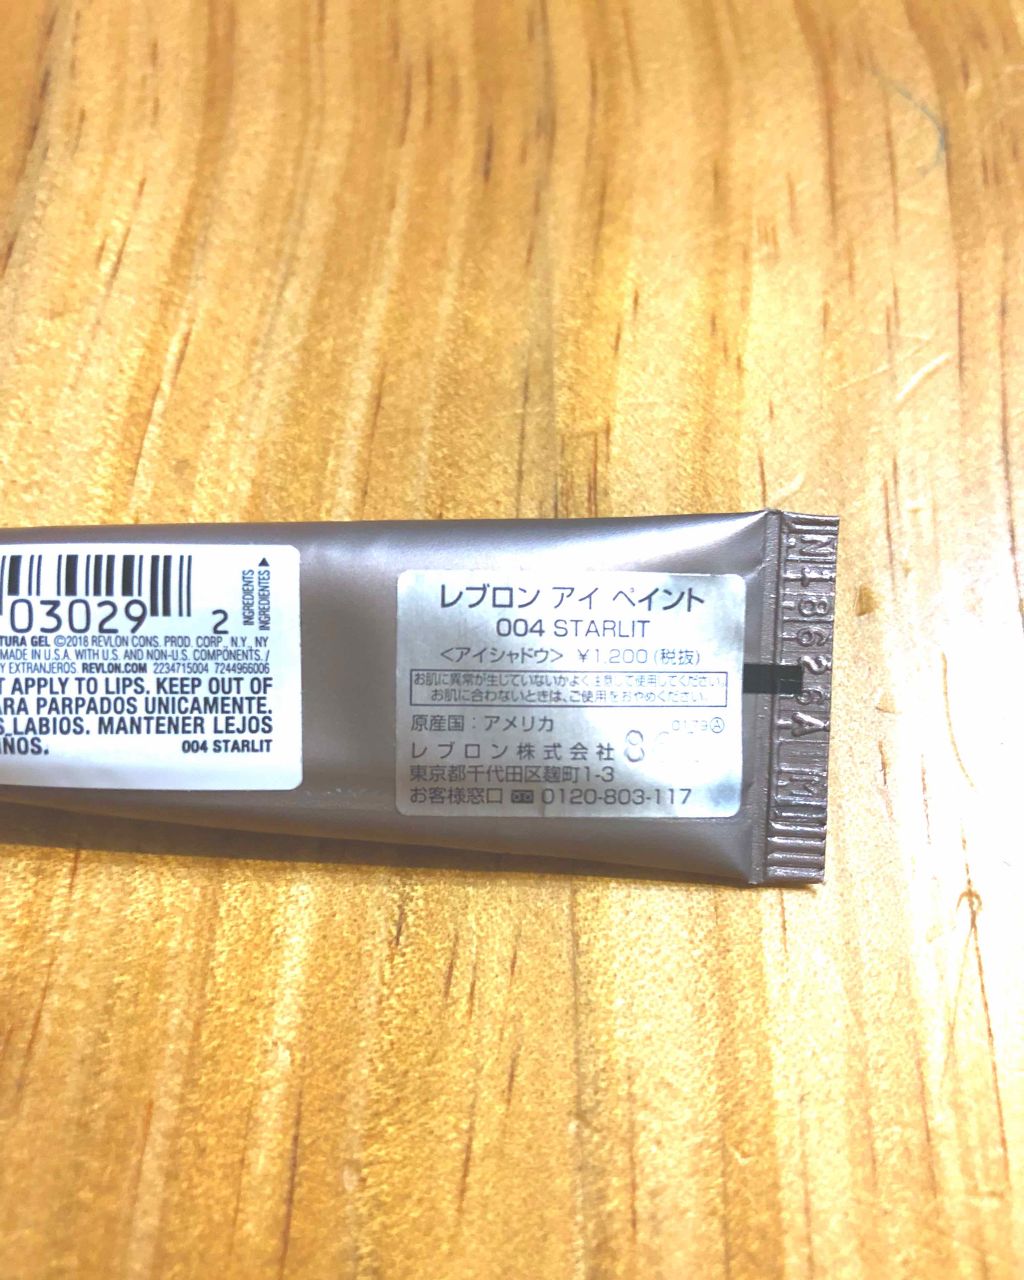 03029 2
INGREDIENTS
INGREDIENTES
TURA GEL ©2018 REVLON CONS. PROD. CORP., N.Y., NY
MADE IN U.S.A. WITH U.S. AND NON-U.S. COMPONENTS. /
Y EXTRANJEROS REVLON.COM 2234715004 7244966006
T APPLY TO LIPS. KEEP OUT OF
ARA PARPADOS UNICAMENTE.
S LABIOS. MANTENER LEJOS
IÑOS. 004 STARLIT
レブロン アイ ペイント
004 STARLIT
<アイシャドウ> ¥1,200(税抜)
お肌に異常が生じていないかよく注意して使用してください。
お肌に合わないときは、ご使用をおやめください。
原産国:アメリカ
レブロン株式会社
東京都千代田区麹町1-3
お客様窓口 0120-803-117